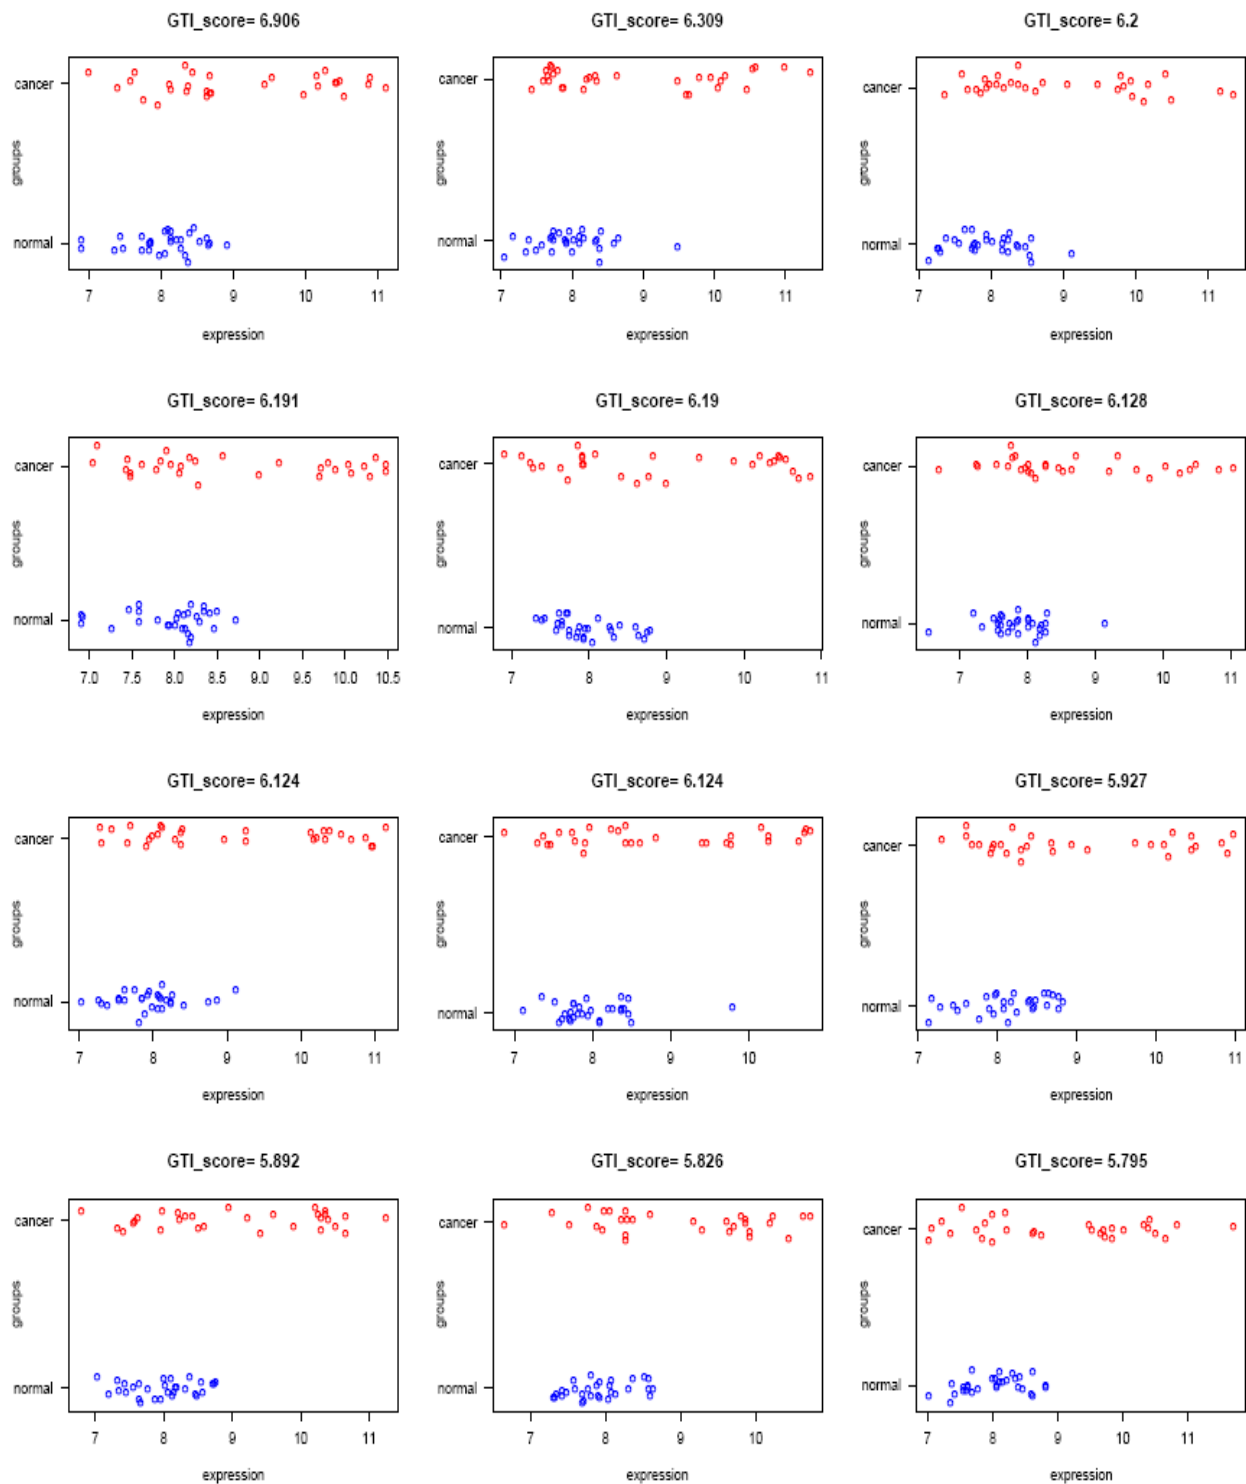 GTI_score= 6.906
GTI_score= 6.309
GTI_score= 6.2
cancer
groups
normal
7 8 9 10 11
expression
cancer
groups
normal
7 8 9 10 11
expression
cancer
groups
normal
7 8 9 10 11
expression
GTI_score= 6.191
GTI_score= 6.19
GTI_score= 6.128
cancer
groups
normal
7.0 7.5 8.0 8.5 9.0 9.5 10.0 10.5
expression
cancer
groups
normal
7 8 9 10 11
expression
cancer
groups
normal
7 8 9 10 11
expression
GTI_score= 6.124
GTI_score= 6.124
GTI_score= 5.927
cancer
groups
normal
7 8 9 10 11
expression
cancer
groups
normal
7 8 9 10
expression
cancer
groups
normal
7 8 9 10 11
expression
GTI_score= 5.892
GTI_score= 5.826
GTI_score= 5.795
cancer
groups
normal
7 8 9 10 11
expression
cancer
groups
normal
7 8 9 10
expression
cancer
groups
normal
7 8 9 10 11
expression